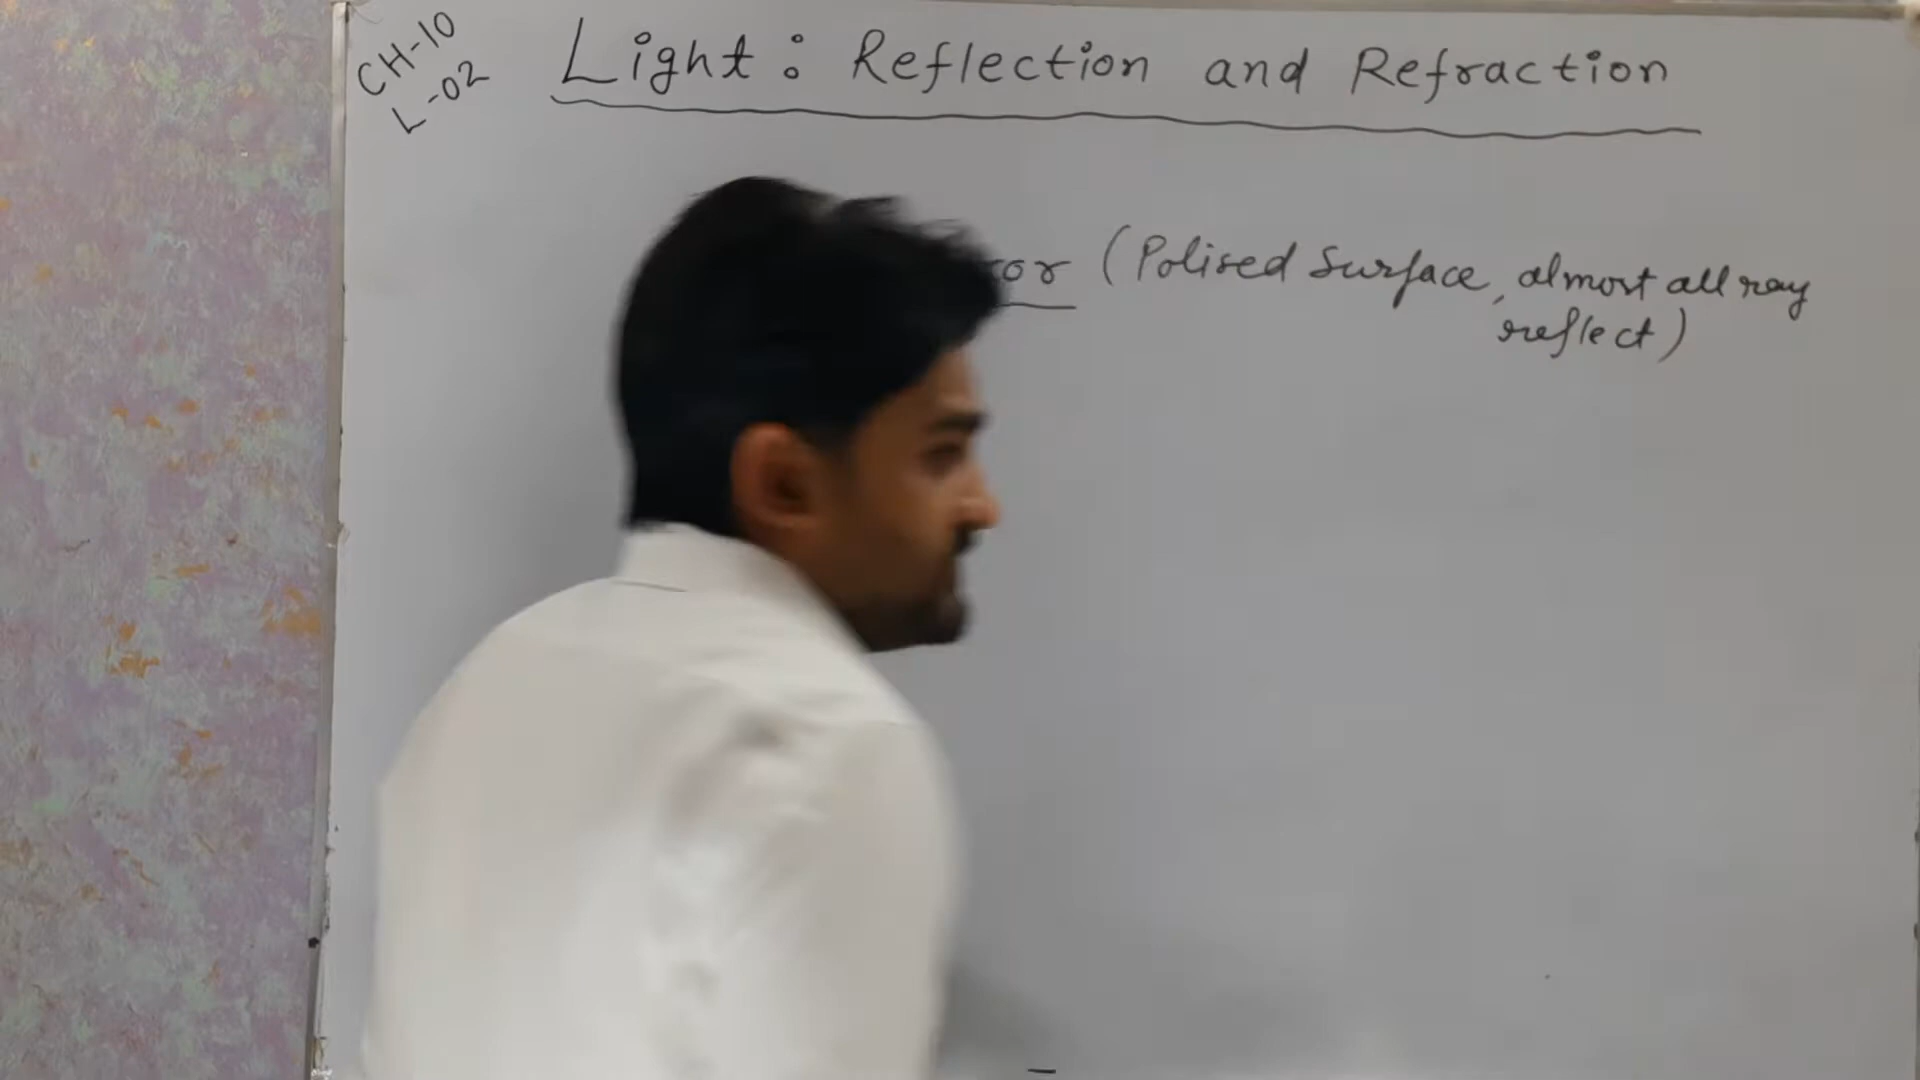 CH-10
L-02
Light: Reflection and Refraction
(Polised Surface, almost all ray
reflect)